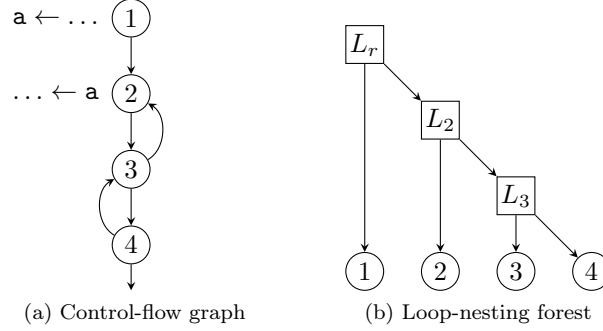 a ← ... 1
... ← a 2
3
4
(a) Control-flow graph
L_r
L_2
L_3
1 2 3 4
(b) Loop-nesting forest